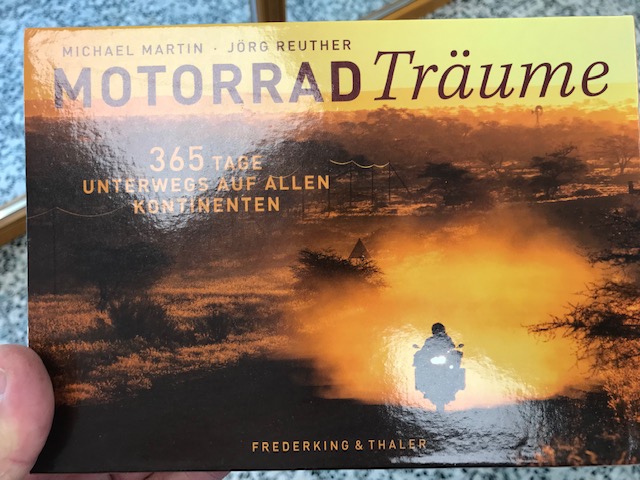 MICHAEL MARTIN · JÖRG REUTHER
MOTORRAD Träume
365 TAGE
UNTERWEGS AUF ALLEN
KONTINENTEN
FREDERKING & THALER